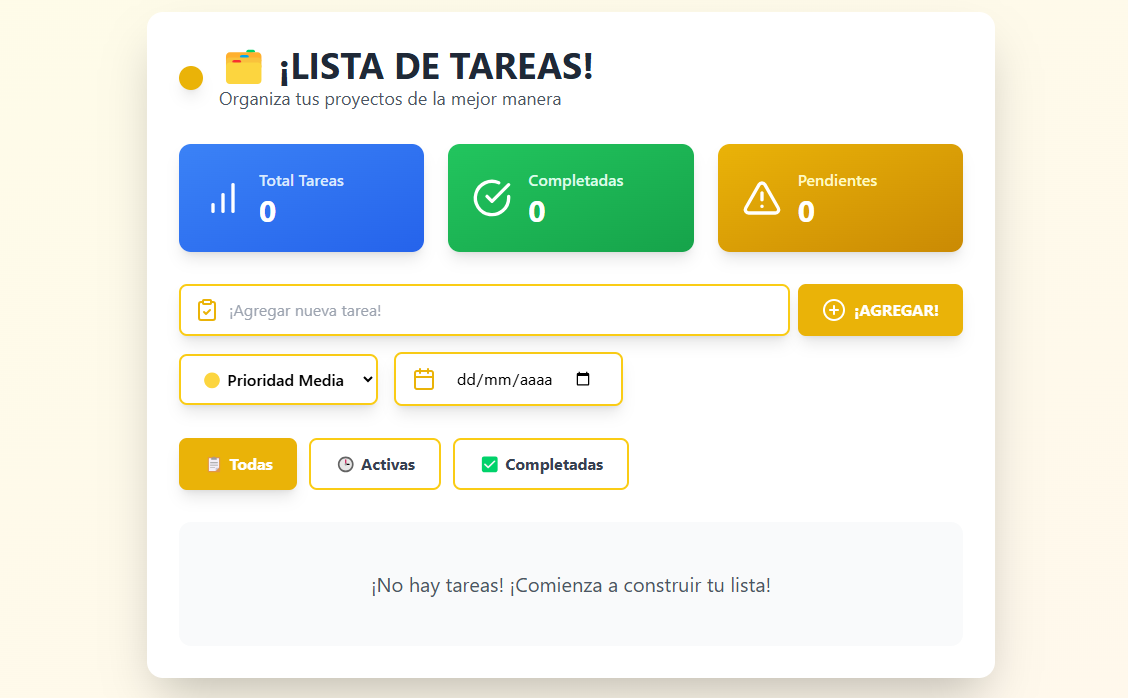 ¡LISTA DE TAREAS!
Organiza tus proyectos de la mejor manera
Total Tareas
0
Completadas
0
Pendientes
0
¡Agregar nueva tarea!
¡AGREGAR!
Prioridad Media
dd/mm/aaaa
Todas
Activas
Completadas
¡No hay tareas! ¡Comienza a construir tu lista!